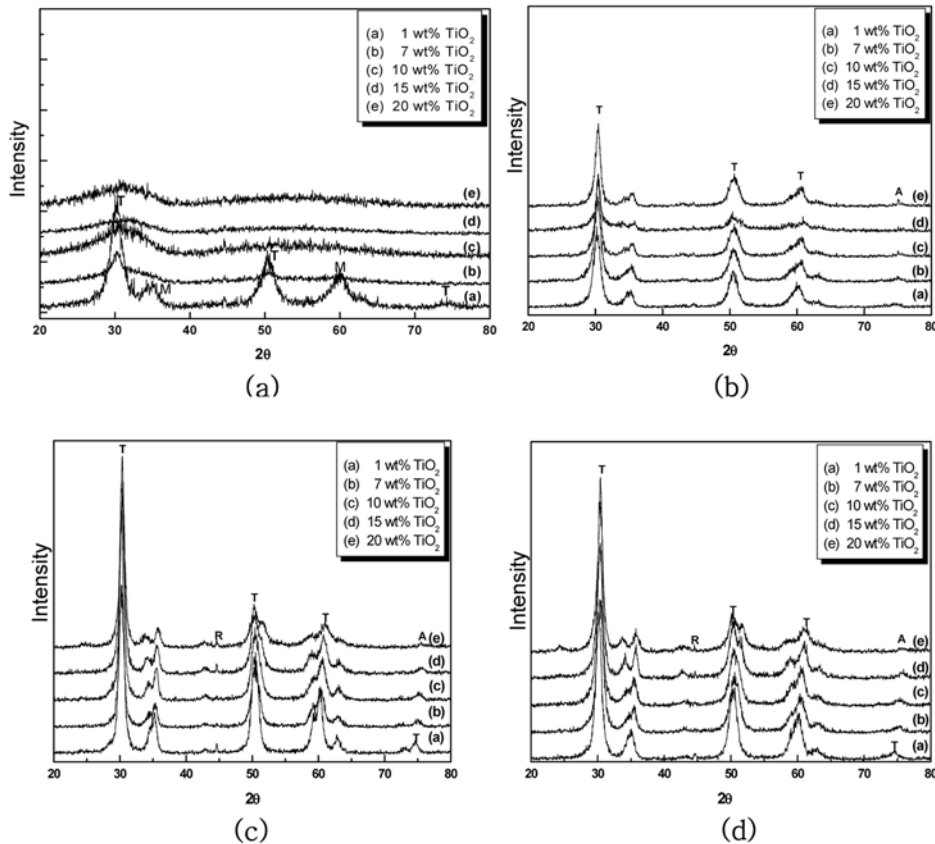 (a) 1 wt% TiO₂
(b) 7 wt% TiO₂
(c) 10 wt% TiO₂
(d) 15 wt% TiO₂
(e) 20 wt% TiO₂
Intensity
T
T
T
M
M
T
(e)
(d)
(c)
(b)
(a)
20 30 40 50 60 70 80
2θ
(a)
(a) 1 wt% TiO₂
(b) 7 wt% TiO₂
(c) 10 wt% TiO₂
(d) 15 wt% TiO₂
(e) 20 wt% TiO₂
Intensity
T
T
T
A
(e)
(d)
(c)
(b)
(a)
20 30 40 50 60 70 80
2θ
(b)
(a) 1 wt% TiO₂
(b) 7 wt% TiO₂
(c) 10 wt% TiO₂
(d) 15 wt% TiO₂
(e) 20 wt% TiO₂
Intensity
T
T
T
R
A (e)
(d)
(c)
(b)
(a)
T
20 30 40 50 60 70 80
2θ
(c)
(a) 1 wt% TiO₂
(b) 7 wt% TiO₂
(c) 10 wt% TiO₂
(d) 15 wt% TiO₂
(e) 20 wt% TiO₂
Intensity
T
T
T
R
A
(e)
(d)
(c)
(b)
(a)
T
20 30 40 50 60 70 80
2θ
(d)